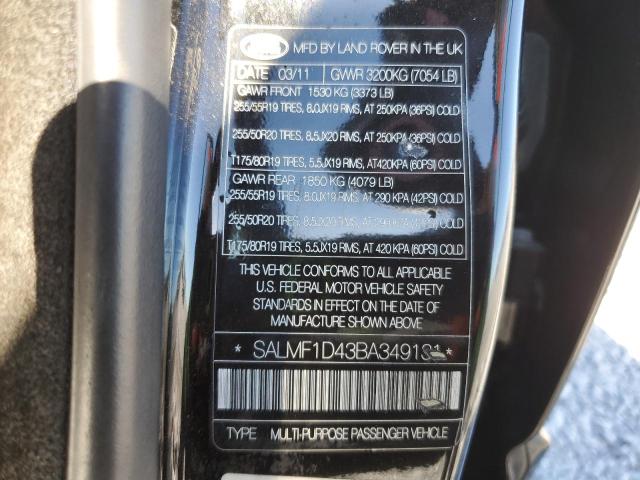 MFD BY LAND ROVER IN THE UK
DATE 03/11 GWR 3200KG (7054 LB)
GAWR FRONT 1530 KG (3373 LB)
255/55R19 TIRES, 8.0JX19 RIMS, AT 250KPA (36PSI) COLD
255/50R20 TIRES, 8.5JX20 RIMS, AT 250KPA (36PSI) COLD
T175/80R19 TIRES, 5.5JX19 RIMS, AT420KPA (60PSI) COLD
GAWR REAR 1850 KG (4079 LB)
255/55R19 TIRES, 8.0JX19 RIMS, AT 290 KPA (42PSI) COLD
255/50R20 TIRES, 8.5JX20 RIMS, AT COLD
T175/80R19 TIRES, 5.5JX19 RIMS, AT 420 KPA (60PSI) COLD
THIS VEHICLE CONFORMS TO ALL APPLICABLE
U.S. FEDERAL MOTOR VEHICLE SAFETY
STANDARDS IN EFFECT ON THE DATE OF
MANUFACTURE SHOWN ABOVE
TYPE MULTI-PURPOSE PASSENGER VEHICLE